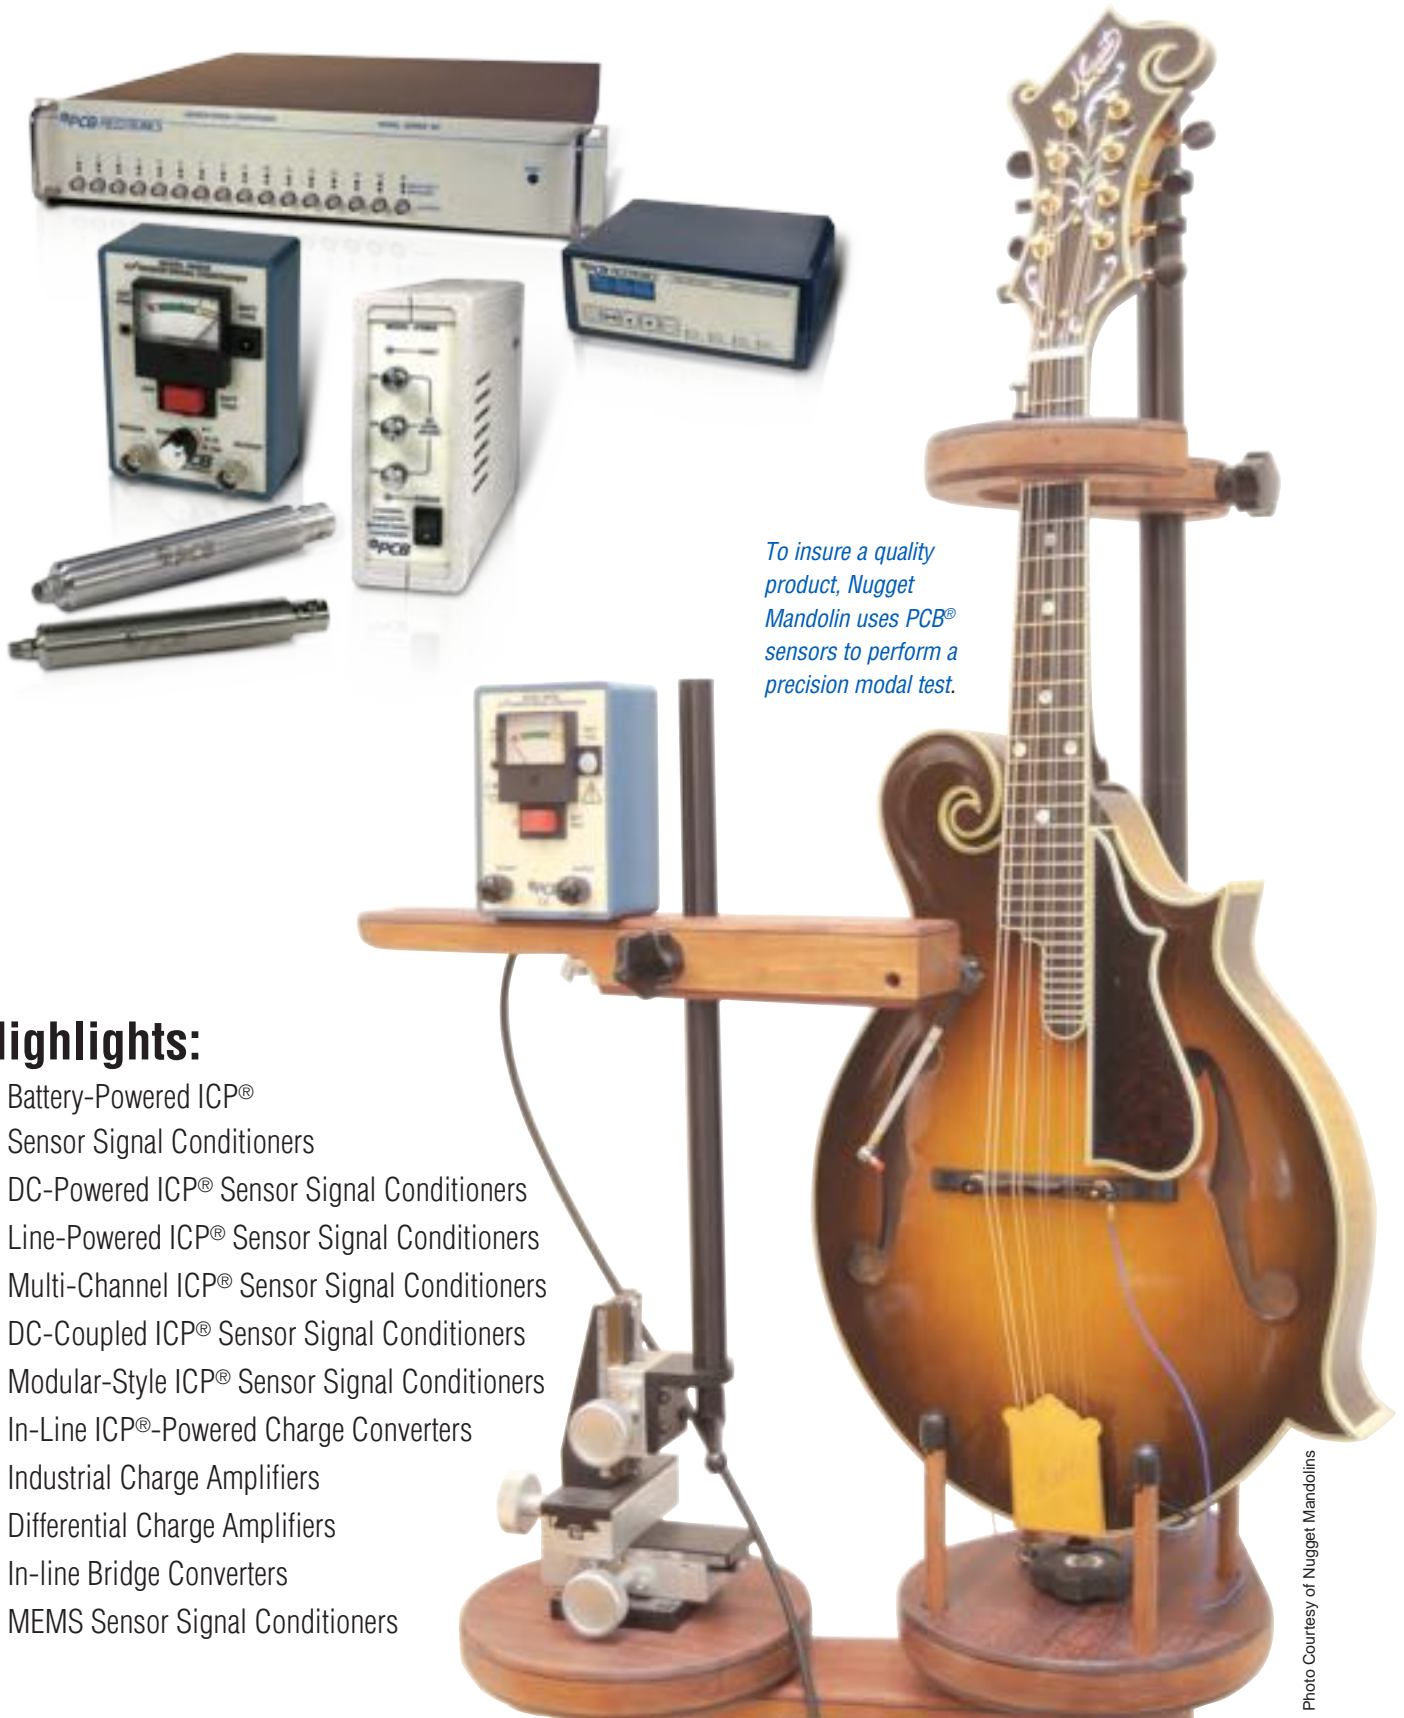 PCB PIEZOTRONICS
PCB
PCB
To insure a quality
product, Nugget
Mandolin uses PCB®
sensors to perform a
precision modal test.
Highlights:
Battery-Powered ICP®
Sensor Signal Conditioners
DC-Powered ICP® Sensor Signal Conditioners
Line-Powered ICP® Sensor Signal Conditioners
Multi-Channel ICP® Sensor Signal Conditioners
DC-Coupled ICP® Sensor Signal Conditioners
Modular-Style ICP® Sensor Signal Conditioners
In-Line ICP®-Powered Charge Converters
Industrial Charge Amplifiers
Differential Charge Amplifiers
In-line Bridge Converters
MEMS Sensor Signal Conditioners
Photo Courtesy of Nugget Mandolins